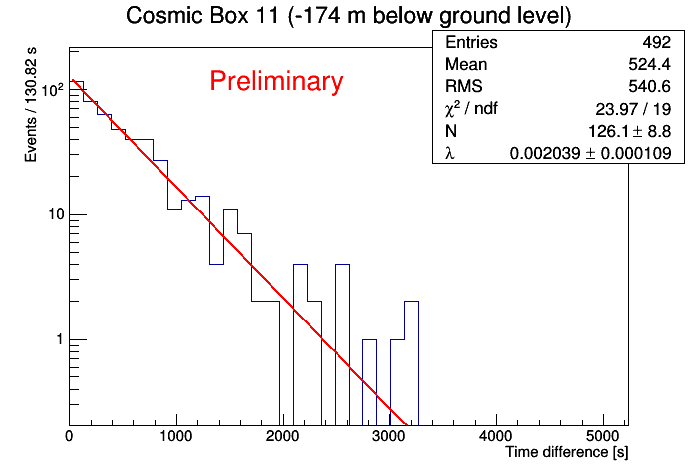 Cosmic Box 11 (-174 m below ground level)
Entries 492
Mean 524.4
RMS 540.6
χ² / ndf 23.97 / 19
N 126.1 ± 8.8
λ 0.002039 ± 0.000109
Preliminary
Events / 130.82 s
10²
10
1
0 1000 2000 3000 4000 5000
Time difference [s]